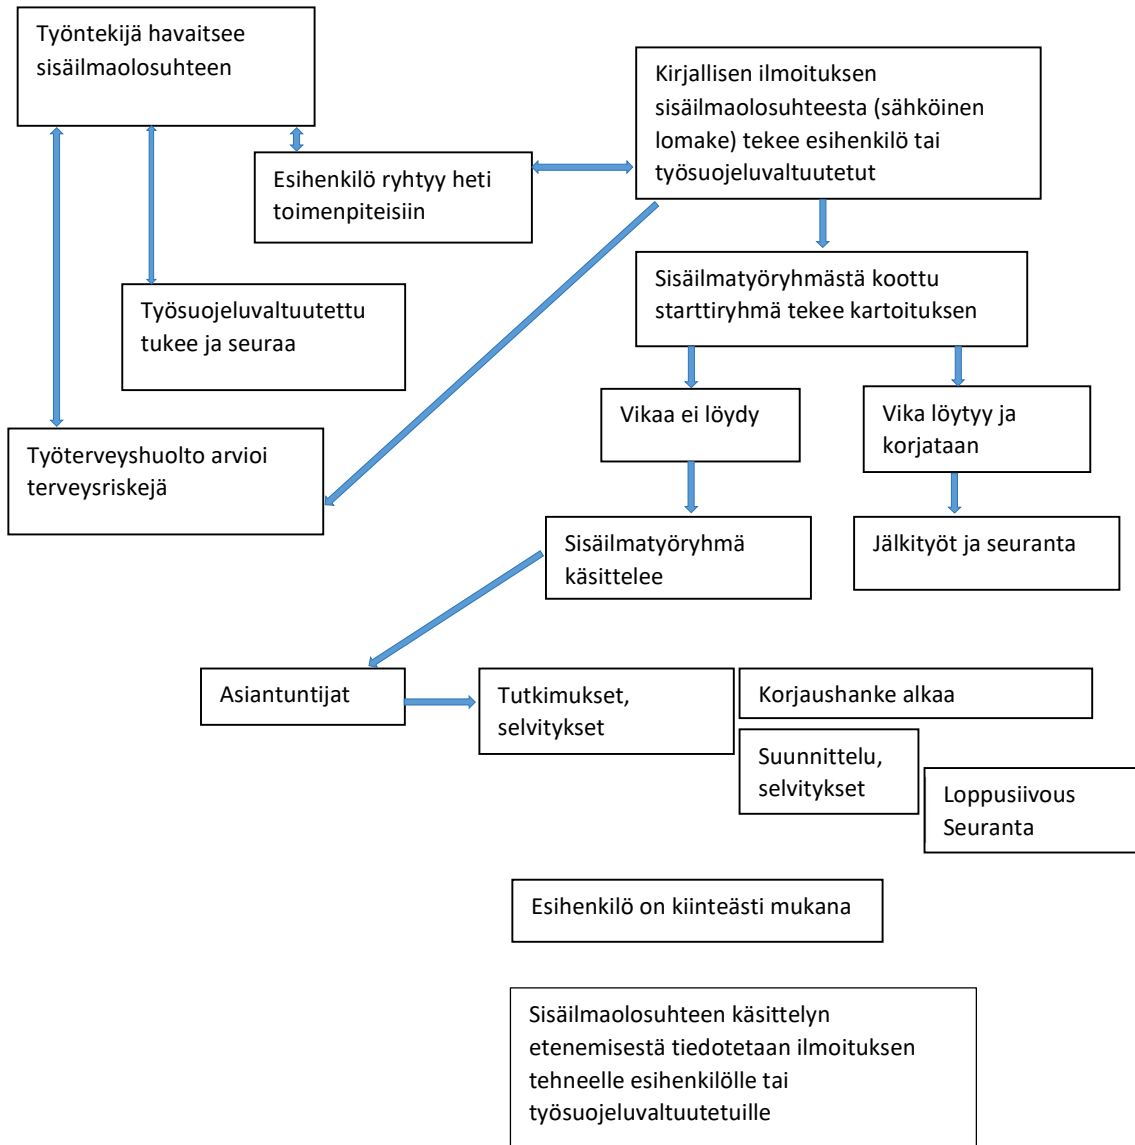 Työntekijä havaitsee
sisäilmaolosuhteen
Kirjallisen ilmoituksen
sisäilmaolosuhteesta (sähköinen
lomake) tekee esihenkilö tai
työsuojeluvaltuutetut
Esihenkilö ryhtyy heti
toimenpiteisiin
Sisäilmatyöryhmästä koottu
starttiryhmä tekee kartoituksen
Työsuojeluvaltuutettu
tukee ja seuraa
Vikaa ei löydy
Vika löytyy ja
korjataan
Työterveyshuolto arvioi
terveysriskejä
Sisäilmatyöryhmä
käsittelee
Jälkityöt ja seuranta
Asiantuntijat
Tutkimukset,
selvitykset
Korjaushanke alkaa
Suunnittelu,
selvitykset
Loppusiivous
Seuranta
Esihenkilö on kiinteästi mukana
Sisäilmaolosuhteen käsittelyn
etenemisestä tiedotetaan ilmoituksen
tehneelle esihenkilölle tai
työsuojeluvaltuutetuille